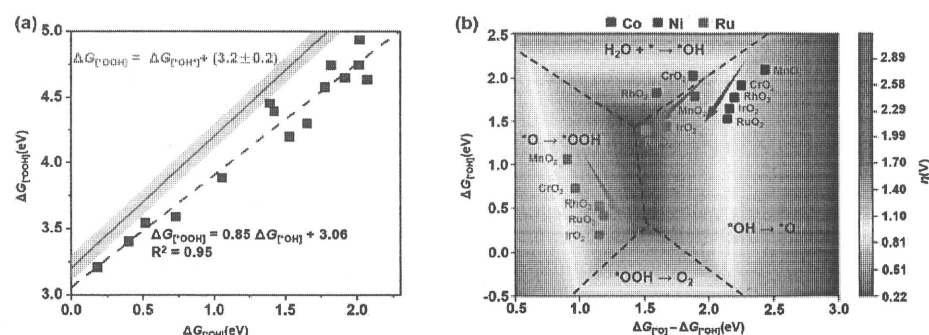 (a)
5.0
4.5
4.0
3.5
3.0
ΔG[*OOH](eV)
ΔG[*OOH] = ΔG[*OH*]+ (3.2±0.2)
ΔG[*OOH] = 0.85 ΔG[*OH] + 3.06
R² = 0.95
0.0 0.5 1.0 1.5 2.0
ΔG[*OH](eV)
(b)
Co Ni Ru
2.5
2.0
1.5
1.0
0.5
0.0
-0.5
ΔG[*OH](eV)
H₂O + * → *OH
CrO₂
MnO₂
RhO₂
CrO₂
MnO₂
RhO₂
IrO₂
IrO₂
RuO₂
*O → *OOH
MnO₂
CrO₂
RhO₂
RuO₂
IrO₂
*OH → *O
*OOH → O₂
0.5 1.0 1.5 2.0 2.5 3.0
ΔG[*O] − ΔG[*OH](eV)
2.89
2.58
2.29
1.99
1.70
1.40
1.10
0.81
0.51
0.22
η(V)